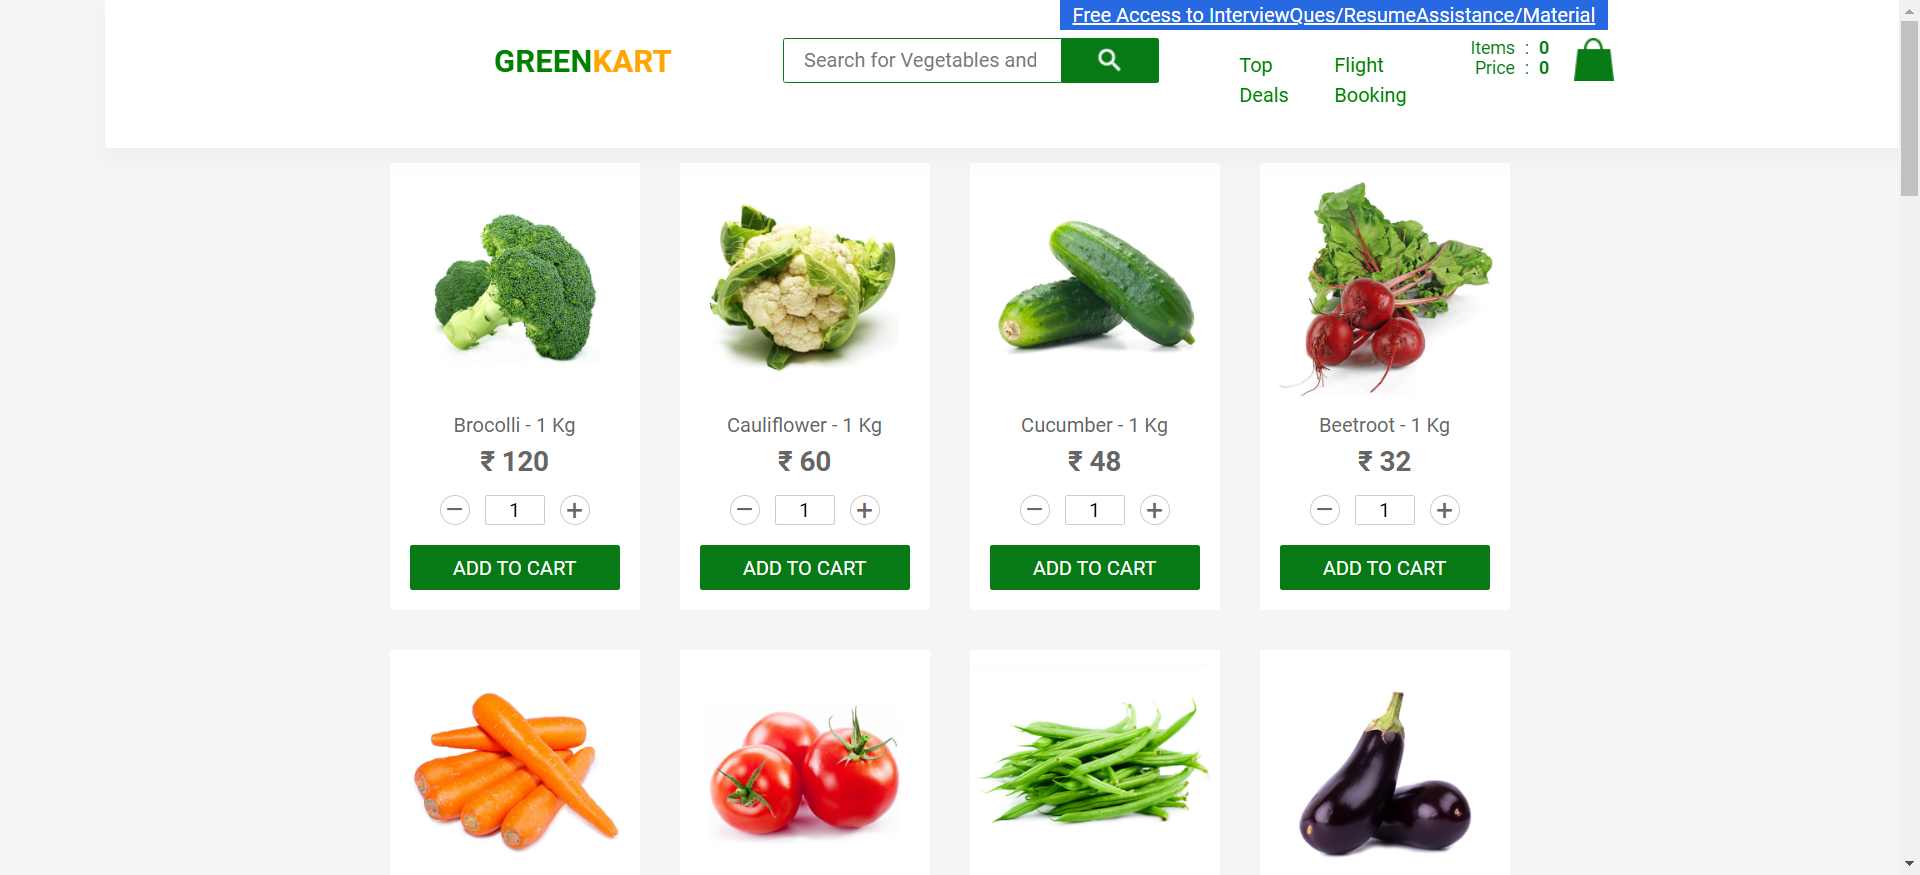 Free Access to InterviewQues/ResumeAssistance/Material
GREENKART
Search for Vegetables and
Top
Deals
Flight
Booking
Items : 0
Price : 0
Brocolli - 1 Kg
₹ 120
− 1 +
ADD TO CART
Cauliflower - 1 Kg
₹ 60
− 1 +
ADD TO CART
Cucumber - 1 Kg
₹ 48
− 1 +
ADD TO CART
Beetroot - 1 Kg
₹ 32
− 1 +
ADD TO CART